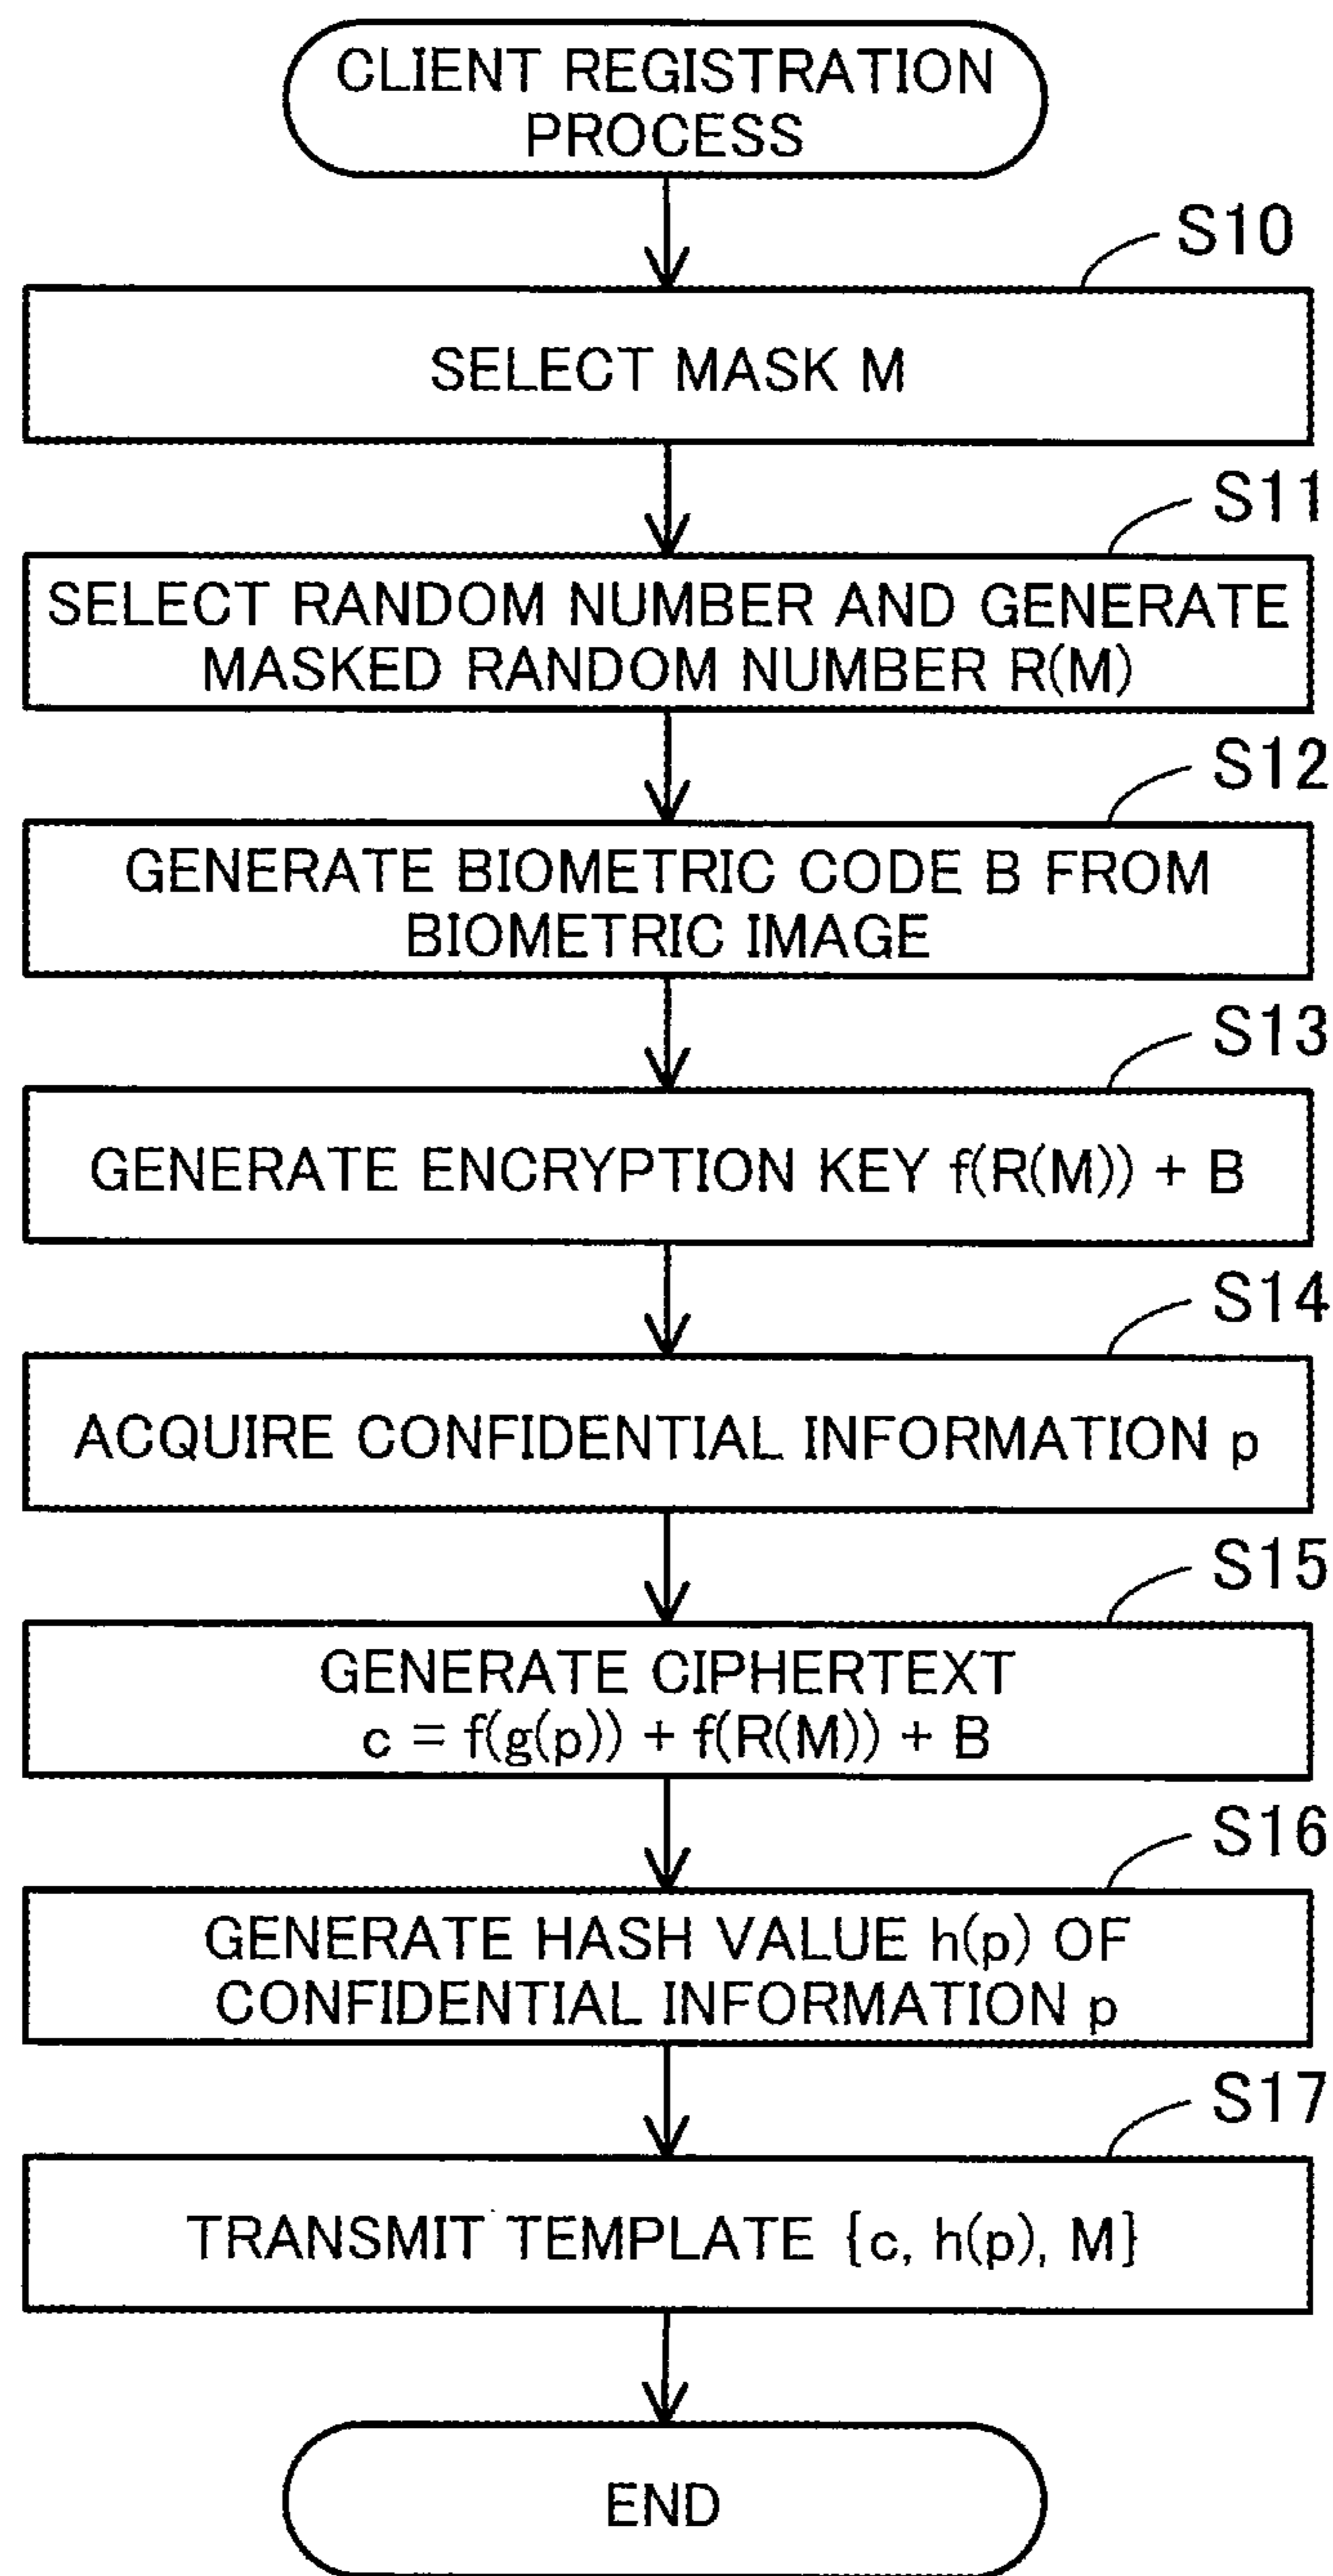 CLIENT REGISTRATION
PROCESS
S10
SELECT MASK M
S11
SELECT RANDOM NUMBER AND GENERATE
MASKED RANDOM NUMBER R(M)
S12
GENERATE BIOMETRIC CODE B FROM
BIOMETRIC IMAGE
S13
GENERATE ENCRYPTION KEY f(R(M)) + B
S14
ACQUIRE CONFIDENTIAL INFORMATION p
S15
GENERATE CIPHERTEXT
c = f(g(p)) + f(R(M)) + B
S16
GENERATE HASH VALUE h(p) OF
CONFIDENTIAL INFORMATION p
S17
TRANSMIT TEMPLATE {c, h(p), M}
END